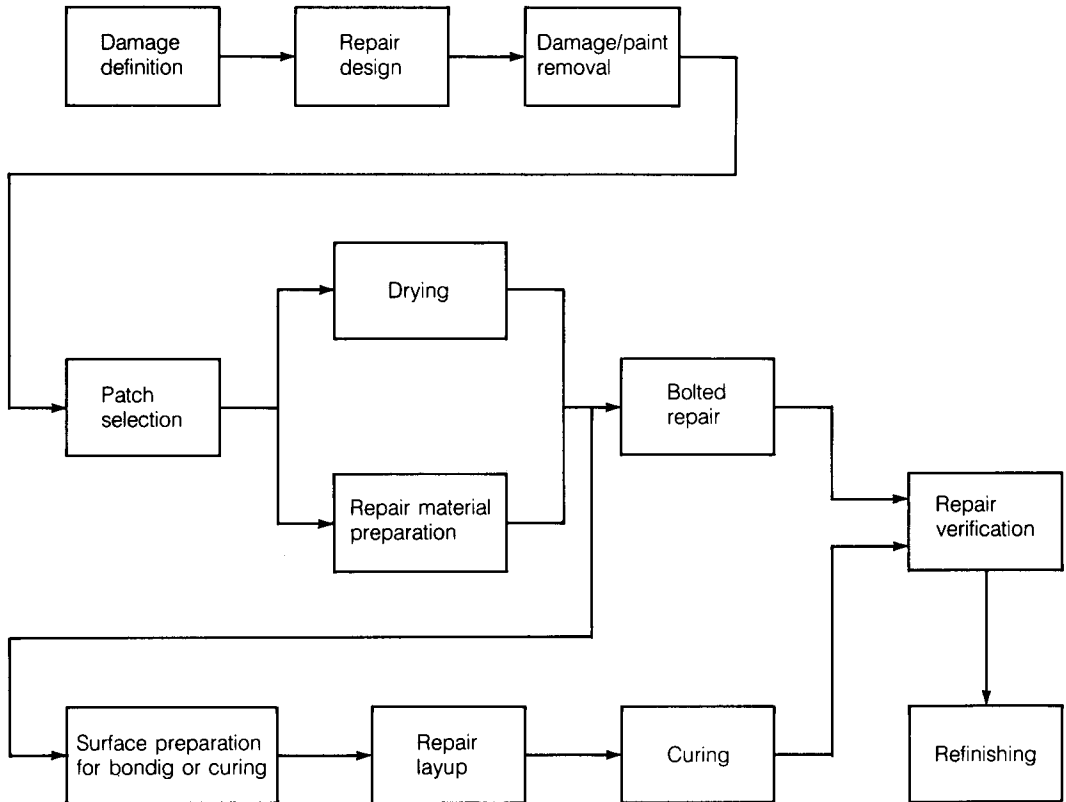 Damage
definition
Repair
design
Damage/paint
removal
Drying
Patch
selection
Bolted
repair
Repair material
preparation
Repair
verification
Surface preparation
for bondig or curing
Repair
layup
Curing
Refinishing